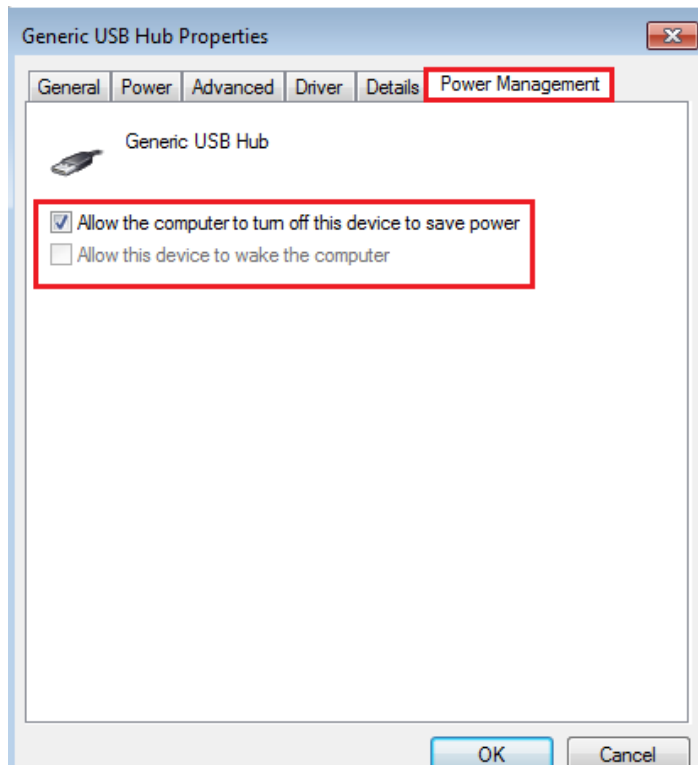 Generic USB Hub Properties
General Power Advanced Driver Details Power Management
Generic USB Hub
Allow the computer to turn off this device to save power
Allow this device to wake the computer
OK Cancel